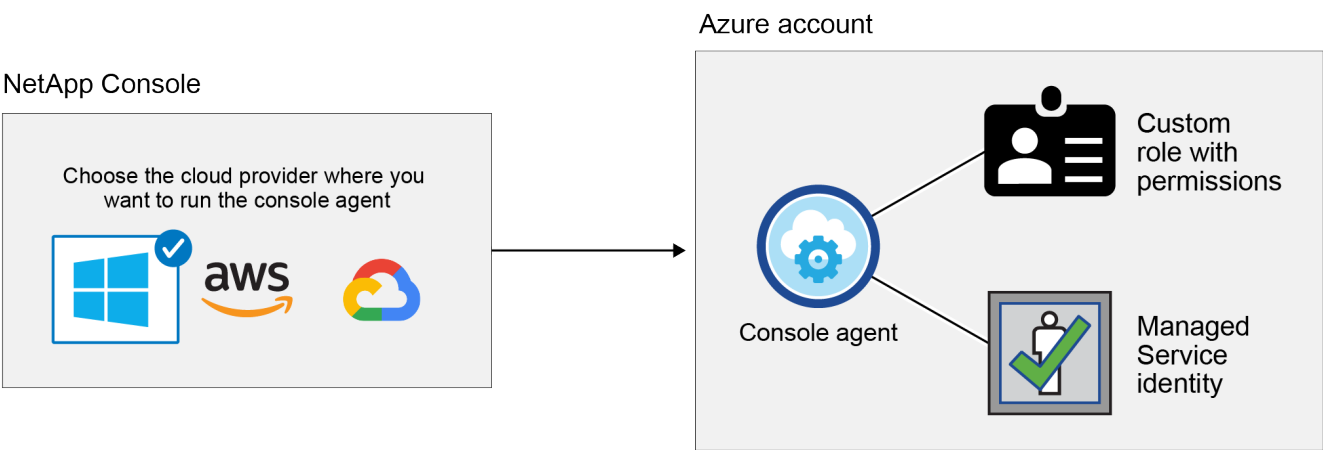 NetApp Console
Choose the cloud provider where you
want to run the console agent
aws
Azure account
Custom
role with
permissions
Console agent
Managed
Service
identity